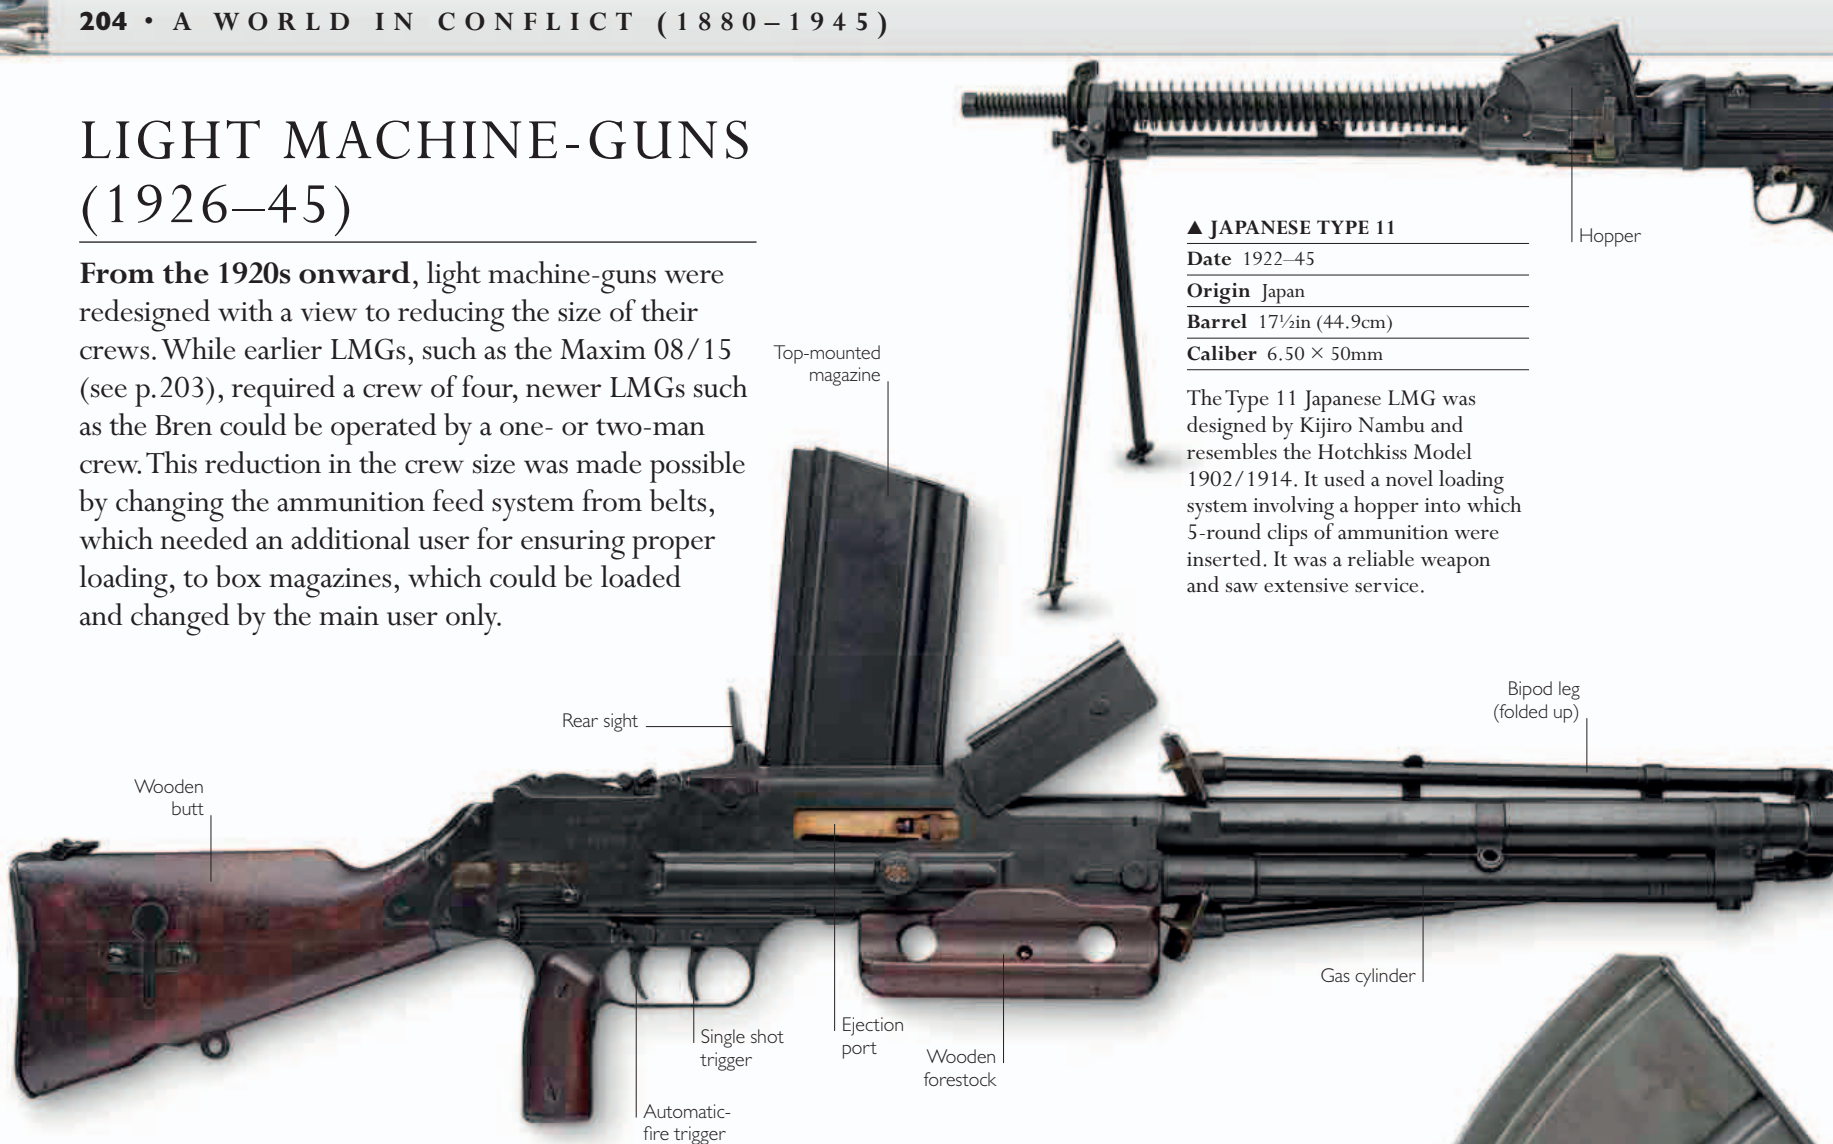 204 • A WORLD IN CONFLICT (1880–1945)
LIGHT MACHINE-GUNS
(1926–45)
From the 1920s onward, light machine-guns were
redesigned with a view to reducing the size of their
crews. While earlier LMGs, such as the Maxim 08/15
(see p.203), required a crew of four, newer LMGs such
as the Bren could be operated by a one- or two-man
crew. This reduction in the crew size was made possible
by changing the ammunition feed system from belts,
which needed an additional user for ensuring proper
loading, to box magazines, which could be loaded
and changed by the main user only.
Hopper
▲ JAPANESE TYPE 11
Date 1922–45
Origin Japan
Barrel 17½in (44.9cm)
Caliber 6.50 × 50mm
The Type 11 Japanese LMG was
designed by Kijiro Nambu and
resembles the Hotchkiss Model
1902/1914. It used a novel loading
system involving a hopper into which
5-round clips of ammunition were
inserted. It was a reliable weapon
and saw extensive service.
Top-mounted
magazine
Rear sight
Wooden
butt
Bipod leg
(folded up)
Gas cylinder
Ejection
port
Single shot
trigger
Wooden
forestock
Automatic-
fire trigger